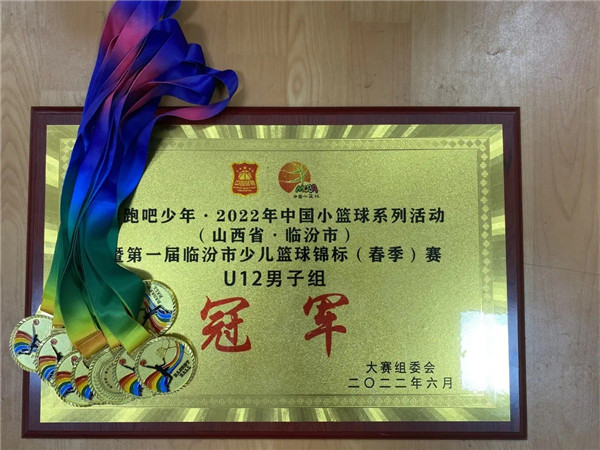 跑吧少年·2022年中国小篮球系列活动
（山西省·临汾市）
暨第一届临汾市少儿篮球锦标（春季）赛
U12男子组
冠军
大赛组委会
二〇二二年六月